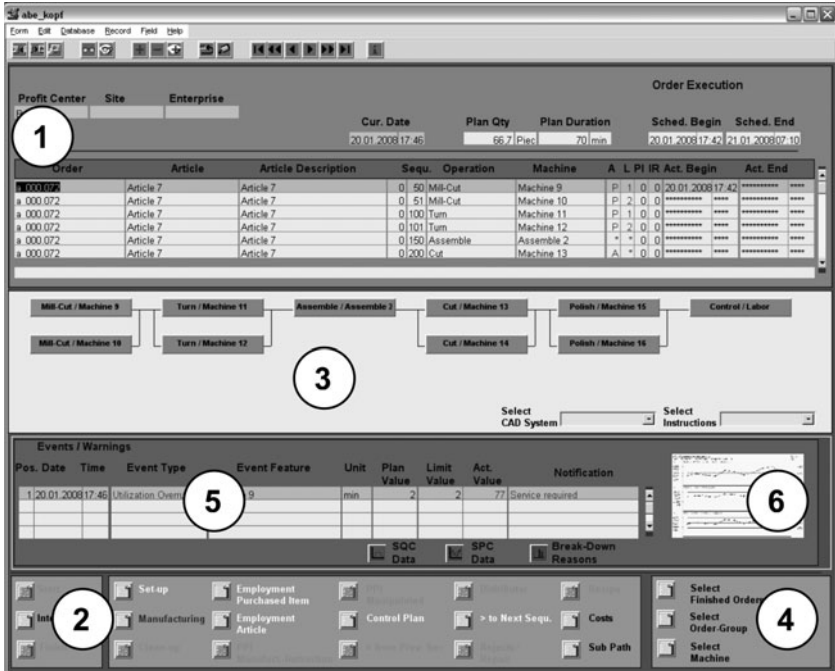 abe_kopf
Form Edit Database Record Field Help
Order Execution
Profit Center Site Enterprise
Cur. Date Plan Qty Plan Duration Sched. Begin Sched. End
1
20.01.2008 17:46 66,7 Piec 70 min 20.01.2008 17:42 21.01.2008 07:10
Order Article Article Description Sequ. Operation Machine A L PI IR Act. Begin Act. End
a 000.072 Article 7 Article 7 0 50 Mill-Cut Machine 9 P 1 0 0 20.01.2008 17:42 ********** ****
a 000.072 Article 7 Article 7 0 51 Mill-Cut Machine 10 P 2 0 0 ********** **** ********** ****
a 000.072 Article 7 Article 7 0 100 Turn Machine 11 P 1 0 0 ********** **** ********** ****
a 000.072 Article 7 Article 7 0 101 Turn Machine 12 P 2 0 0 ********** **** ********** ****
a 000.072 Article 7 Article 7 0 150 Assemble Assemble 2 * * 0 0 ********** **** ********** ****
a 000.072 Article 7 Article 7 0 200 Cut Machine 13 A * 0 0 ********** **** ********** ****
Mill-Cut / Machine 9 Turn / Machine 11 Assemble / Assemble Cut / Machine 13 Polish / Machine 15 Control / Labor
Mill-Cut / Machine 10 Turn / Machine 12 Cut / Machine 14 Polish / Machine 16
3
Select CAD System Select Instructions
Events / Warnings
Pos. Date Time Event Type Event Feature Unit Plan Value Limit Value Act. Value Notification
1 20.01.2008 17:46 Utilization 9 min 2 2 77 Service required
5
6
SQC Data SPC Data Break-Down Reasons
Set-up Employment Purchased Item
Manufacturing Employment Article Control Plan > to Next Sequ. Costs
Sub Path
2
Select Finished Orders
Select Order-Group
Select Machine
4